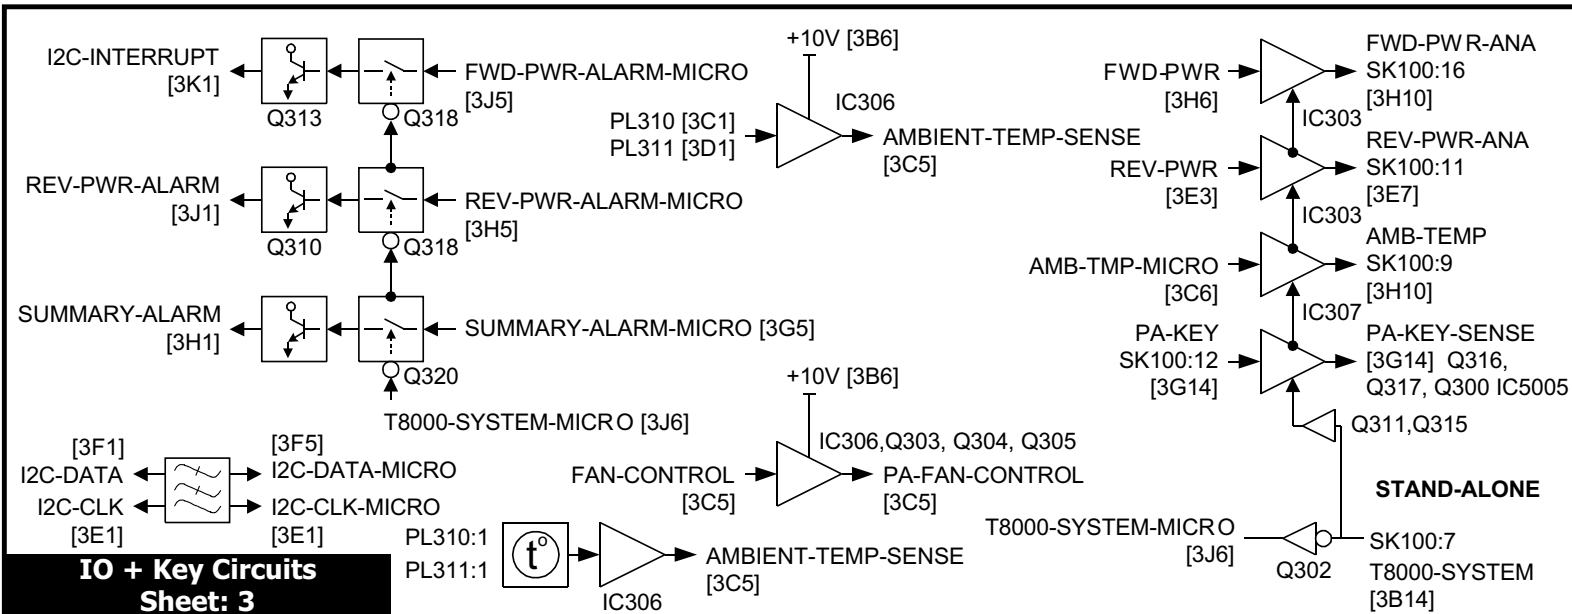 I2C-INTERRUPT
[3K1]
Q313
Q318
FWD-PWR-ALARM-MICRO
[3J5]
REV-PWR-ALARM
[3J1]
Q310
Q318
REV-PWR-ALARM-MICRO
[3H5]
SUMMARY-ALARM
[3H1]
SUMMARY-ALARM-MICRO [3G5]
Q320
T8000-SYSTEM-MICRO [3J6]
[3F1]
I2C-DATA
I2C-CLK
[3E1]
[3F5]
I2C-DATA-MICRO
I2C-CLK-MICRO
[3E1]
+10V [3B6]
IC306
PL310 [3C1]
PL311 [3D1]
AMBIENT-TEMP-SENSE
[3C5]
+10V [3B6]
IC306,Q303, Q304, Q305
FAN-CONTROL
[3C5]
PA-FAN-CONTROL
[3C5]
PL310:1
PL311:1
t°
IC306
AMBIENT-TEMP-SENSE
[3C5]
FWD-PWR
[3H6]
FWD-PWR-ANA
SK100:16
[3H10]
IC303
REV-PWR
[3E3]
REV-PWR-ANA
SK100:11
[3E7]
IC303
AMB-TMP-MICRO
[3C6]
AMB-TEMP
SK100:9
[3H10]
IC307
PA-KEY
SK100:12
[3G14]
PA-KEY-SENSE
[3G14] Q316,
Q317, Q300 IC5005
Q311,Q315
STAND-ALONE
T8000-SYSTEM-MICRO
[3J6]
Q302
SK100:7
T8000-SYSTEM
[3B14]
IO + Key Circuits
Sheet: 3